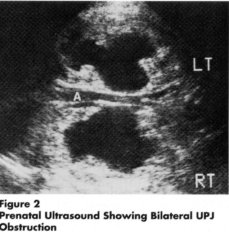 LT
A
RT
Figure 2
Prenatal Ultrasound Showing Bilateral UPJ
Obstruction